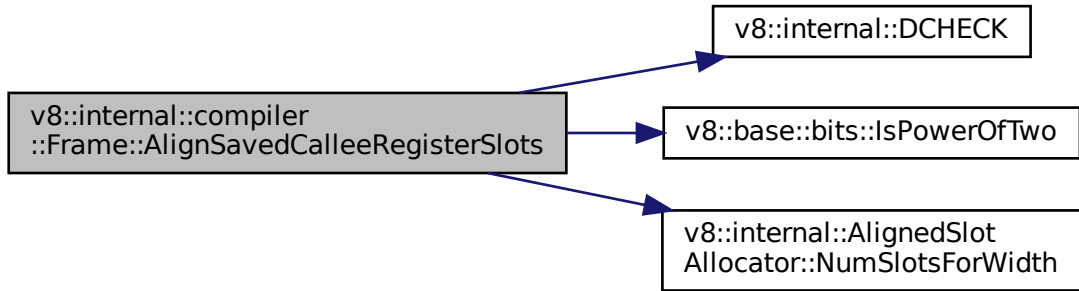 v8::internal::compiler
::Frame::AlignSavedCalleeRegisterSlots
v8::internal::DCHECK
v8::base::bits::IsPowerOfTwo
v8::internal::AlignedSlot
Allocator::NumSlotsForWidth